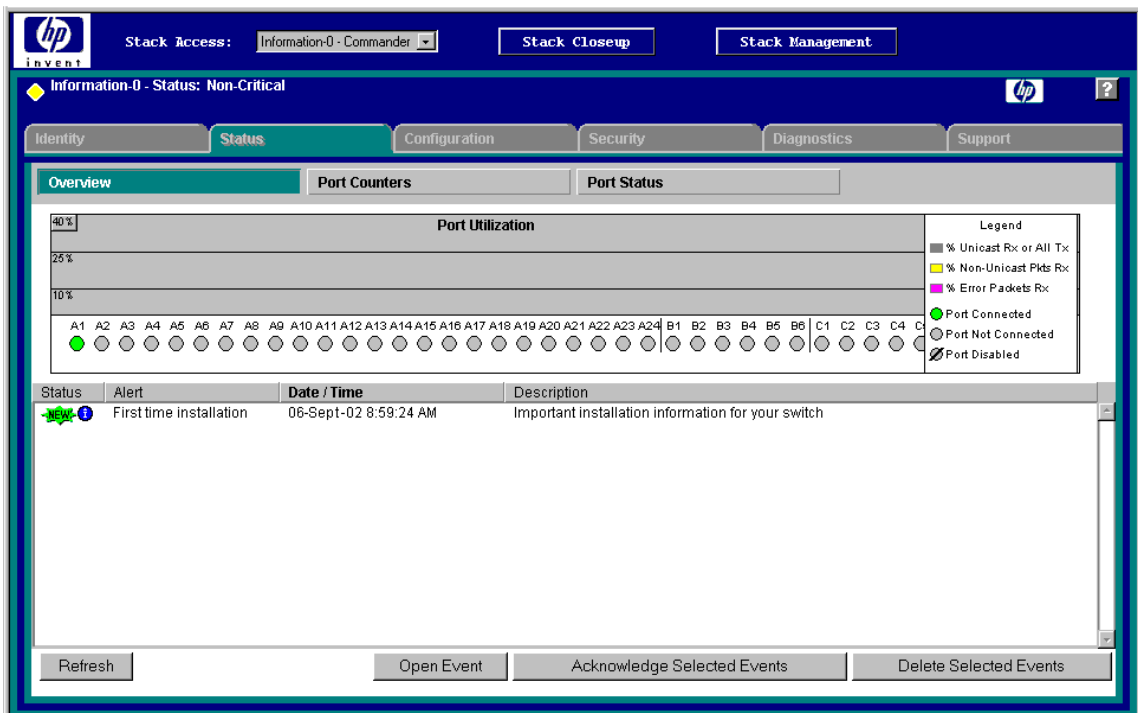 hp
invent
Stack Access: Information-0 - Commander Stack Closeup Stack Management
Information-0 - Status: Non-Critical hp ?
Identity Status Configuration Security Diagnostics Support
Overview Port Counters Port Status
40% Port Utilization
25%
10%
Legend
% Unicast Rx or All Tx
% Non-Unicast Pkts Rx
% Error Packets Rx
Port Connected
Port Not Connected
Port Disabled
A1 A2 A3 A4 A5 A6 A7 A8 A9 A10 A11 A12 A13 A14 A15 A16 A17 A18 A19 A20 A21 A22 A23 A24 B1 B2 B3 B4 B5 B6 C1 C2 C3 C4
Status Alert Date / Time Description
NEW i First time installation 06-Sept-02 8:59:24 AM Important installation information for your switch
Refresh Open Event Acknowledge Selected Events Delete Selected Events